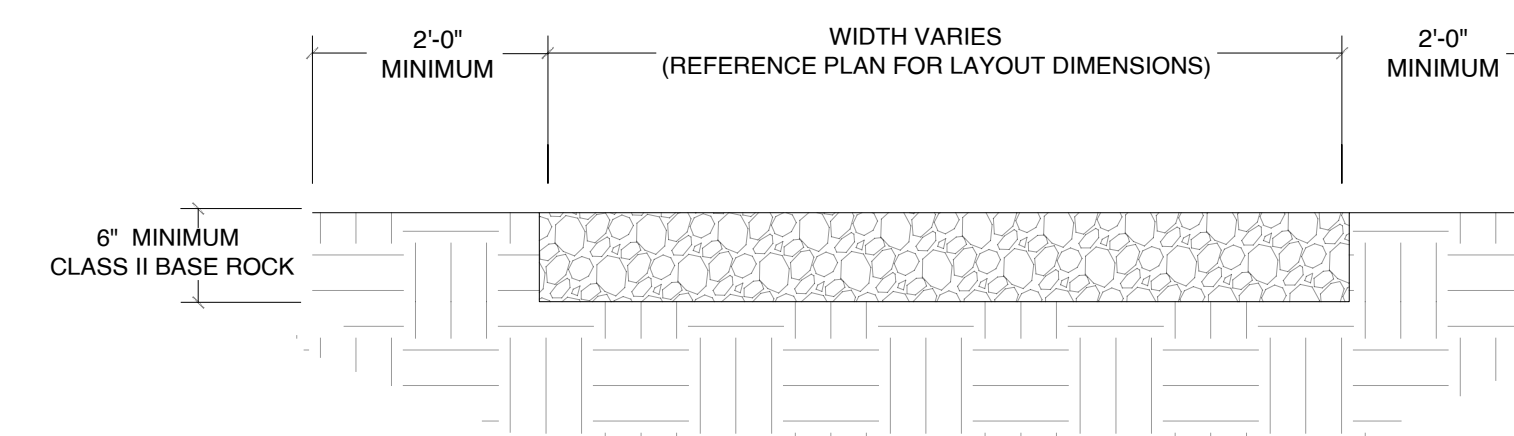 2'-0"
MINIMUM
WIDTH VARIES
(REFERENCE PLAN FOR LAYOUT DIMENSIONS)
2'-0"
MINIMUM
6" MINIMUM
CLASS II BASE ROCK